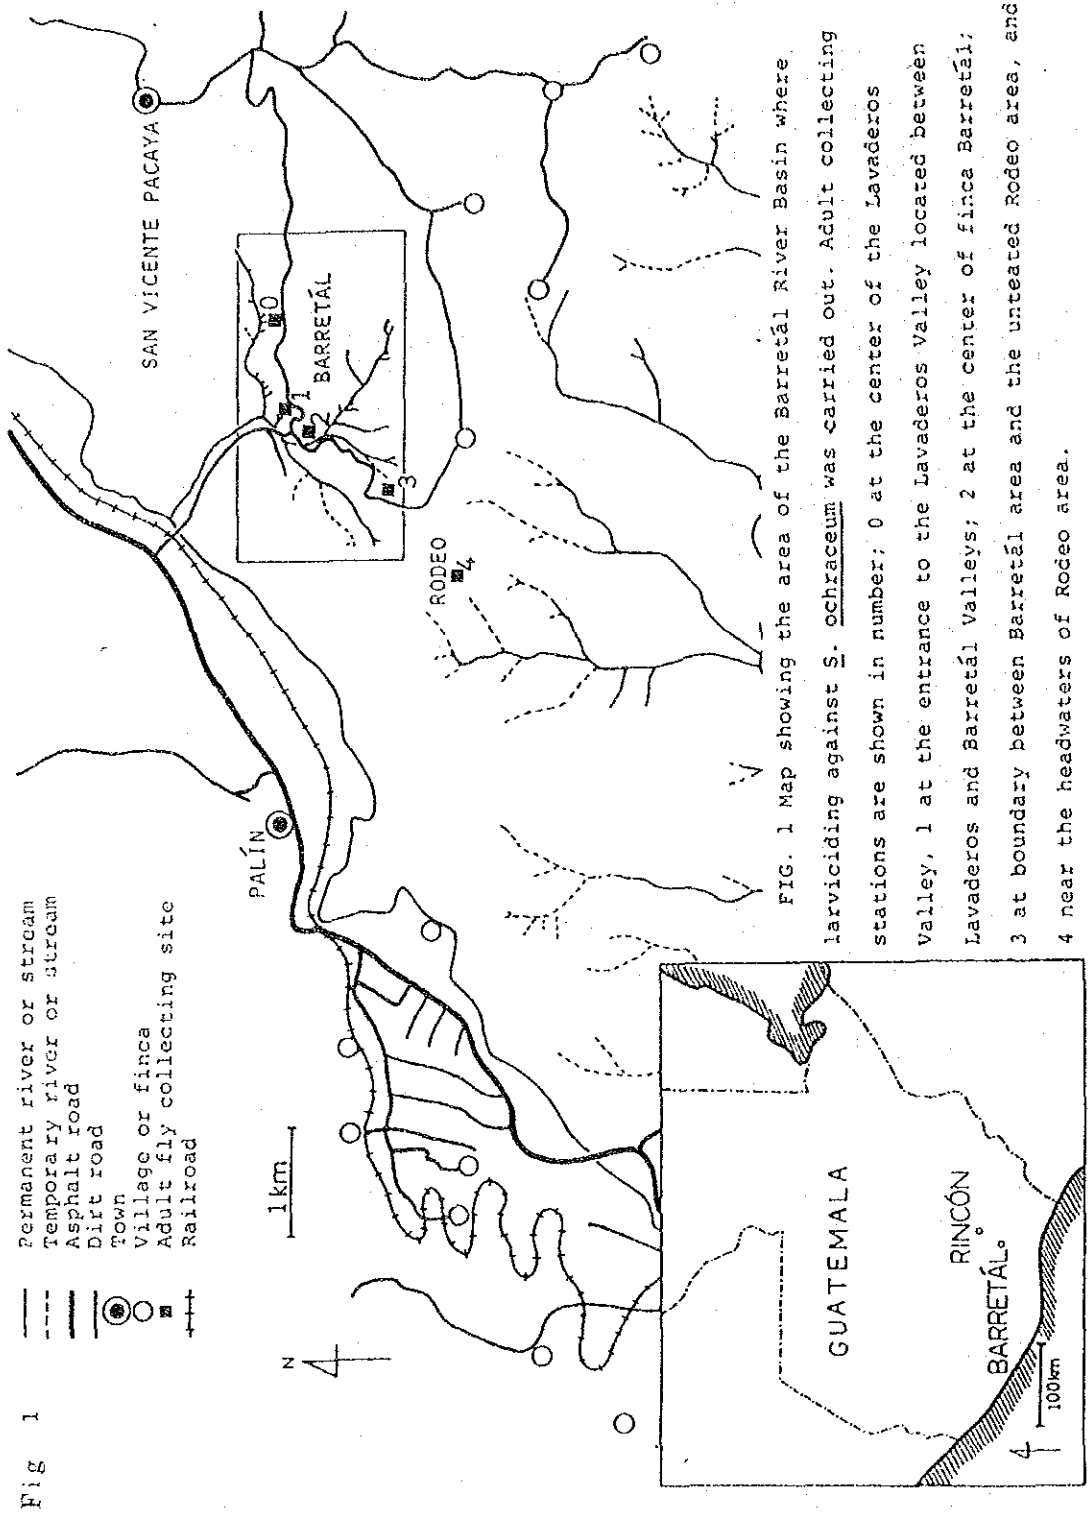 Fig 1
Permanent river or stream
Temporary river or stream
Asphalt road
Dirt road
Town
Village or finca
Adult fly collecting site
Railroad
N
1km
PALÍN
SAN VICENTE PACAYA
BARRETÁL
0
1
2
3
RODEO
4
GUATEMALA
RINCÓN
BARRETÁL
100km
FIG. 1 Map showing the area of the Barretál River Basin where
larviciding against S. ochraceum was carried out. Adult collecting
stations are shown in number; 0 at the center of the Lavaderos
Valley, 1 at the entrance to the Lavaderos Valley located between
Lavaderos and Barretál Valleys; 2 at the center of finca Barretál;
3 at boundary between Barretál area and the unteated Rodeo area, and
4 near the headwaters of Rodeo area.